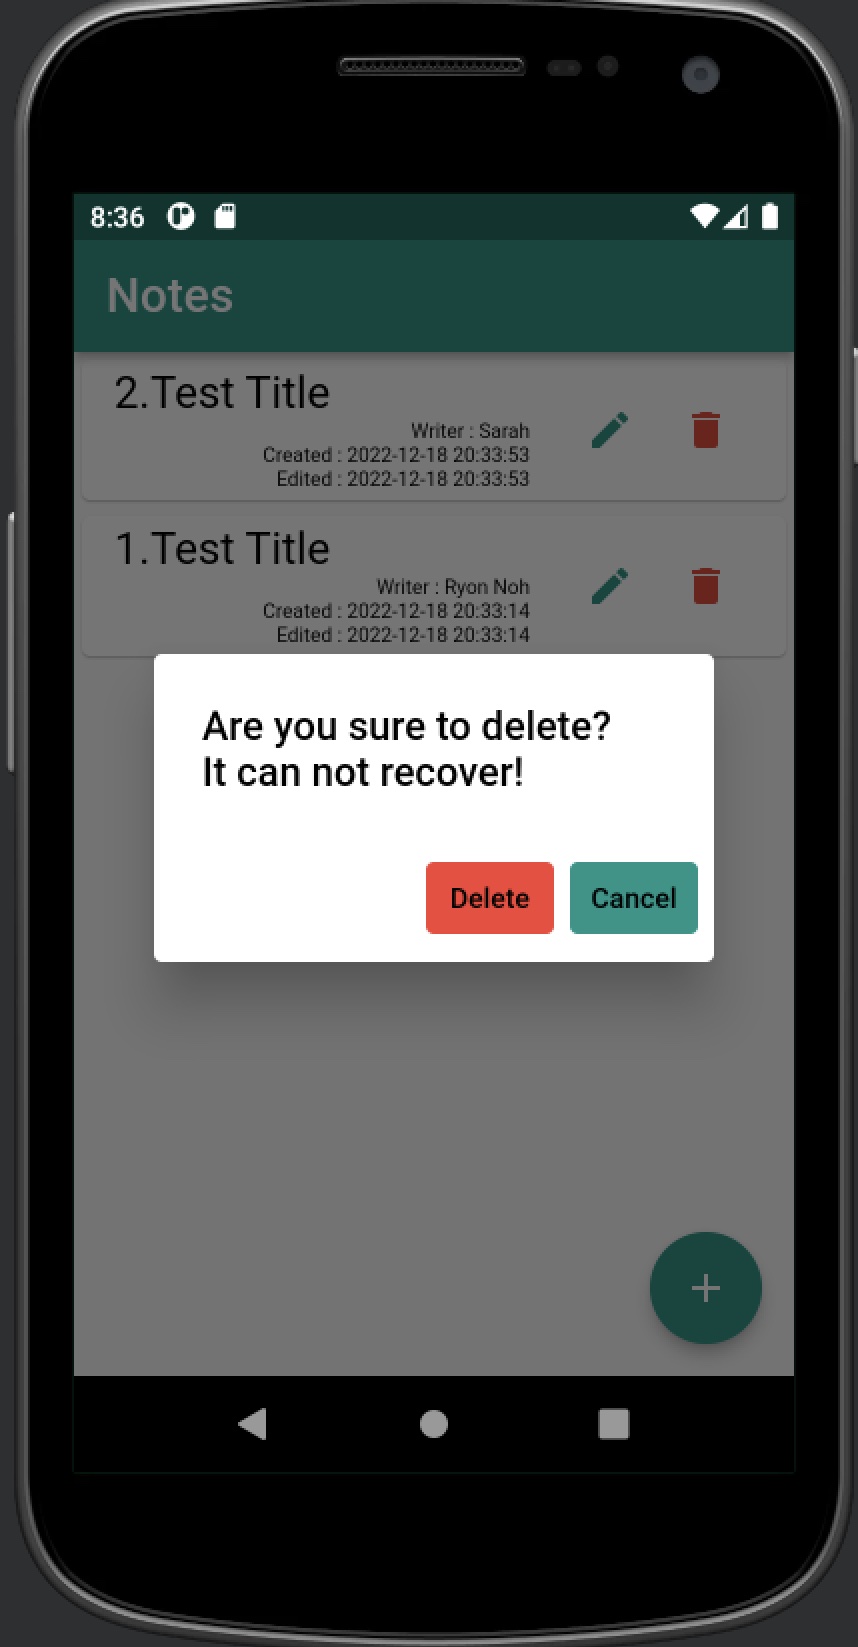 8:36
Notes
2.Test Title
Writer : Sarah
Created : 2022-12-18 20:33:53
Edited : 2022-12-18 20:33:53
1.Test Title
Writer : Ryon Noh
Created : 2022-12-18 20:33:14
Edited : 2022-12-18 20:33:14
Are you sure to delete?
It can not recover!
Delete Cancel